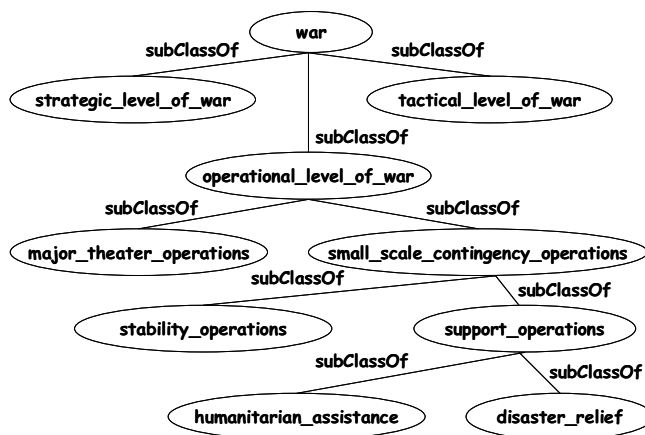 war
subClassOf
subClassOf
strategic_level_of_war
tactical_level_of_war
subClassOf
operational_level_of_war
subClassOf
subClassOf
major_theater_operations
small_scale_contingency_operations
subClassOf
subClassOf
stability_operations
support_operations
subClassOf
subClassOf
humanitarian_assistance
disaster_relief